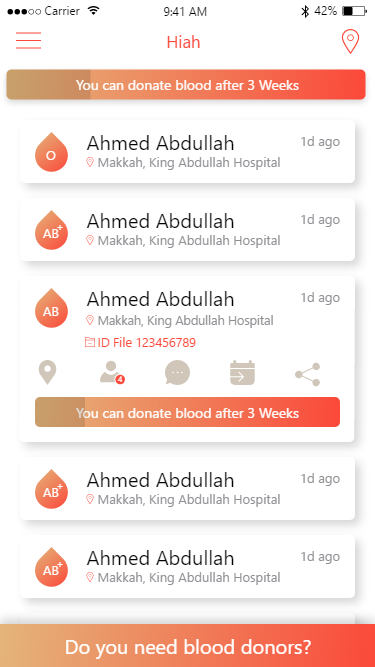 Carrier 9:41 AM 42%
Hiah
You can donate blood after 3 Weeks
O
Ahmed Abdullah 1d ago
Makkah, King Abdullah Hospital
AB+
Ahmed Abdullah 1d ago
Makkah, King Abdullah Hospital
AB
Ahmed Abdullah 1d ago
Makkah, King Abdullah Hospital
ID File 123456789
4
You can donate blood after 3 Weeks
AB+
Ahmed Abdullah 1d ago
Makkah, King Abdullah Hospital
AB+
Ahmed Abdullah 1d ago
Makkah, King Abdullah Hospital
Do you need blood donors?